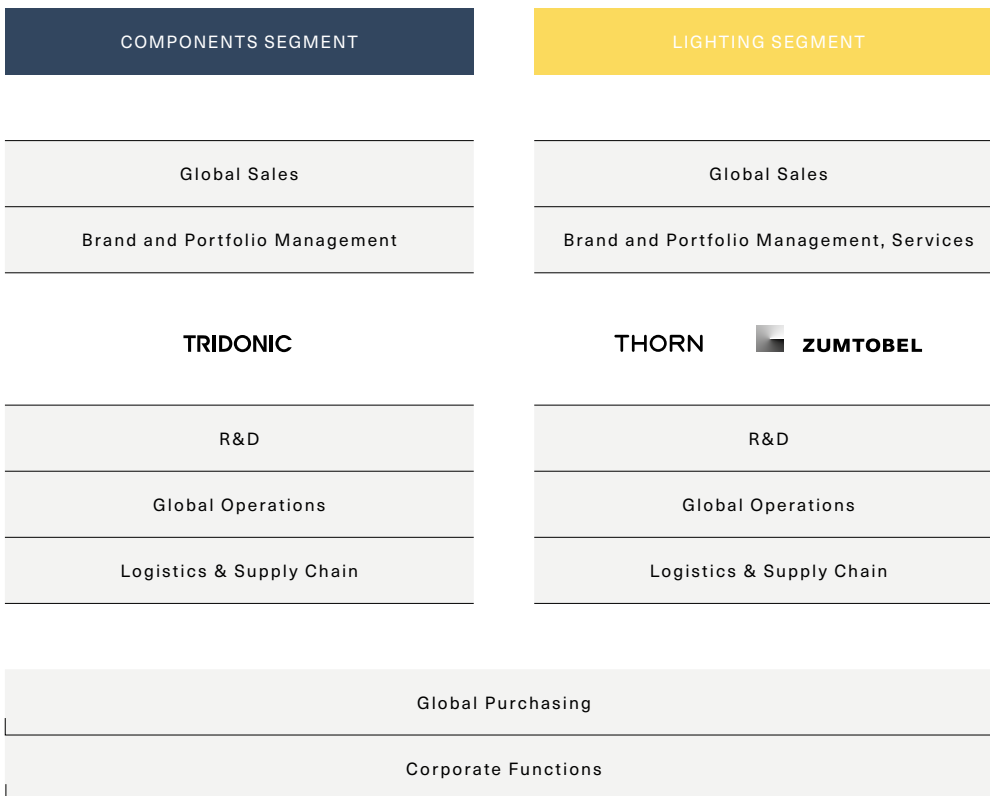 COMPONENTS SEGMENT
LIGHTING SEGMENT
Global Sales
Global Sales
Brand and Portfolio Management
Brand and Portfolio Management, Services
TRIDONIC
THORN
ZUMTOBEL
R&D
R&D
Global Operations
Global Operations
Logistics & Supply Chain
Logistics & Supply Chain
Global Purchasing
Corporate Functions